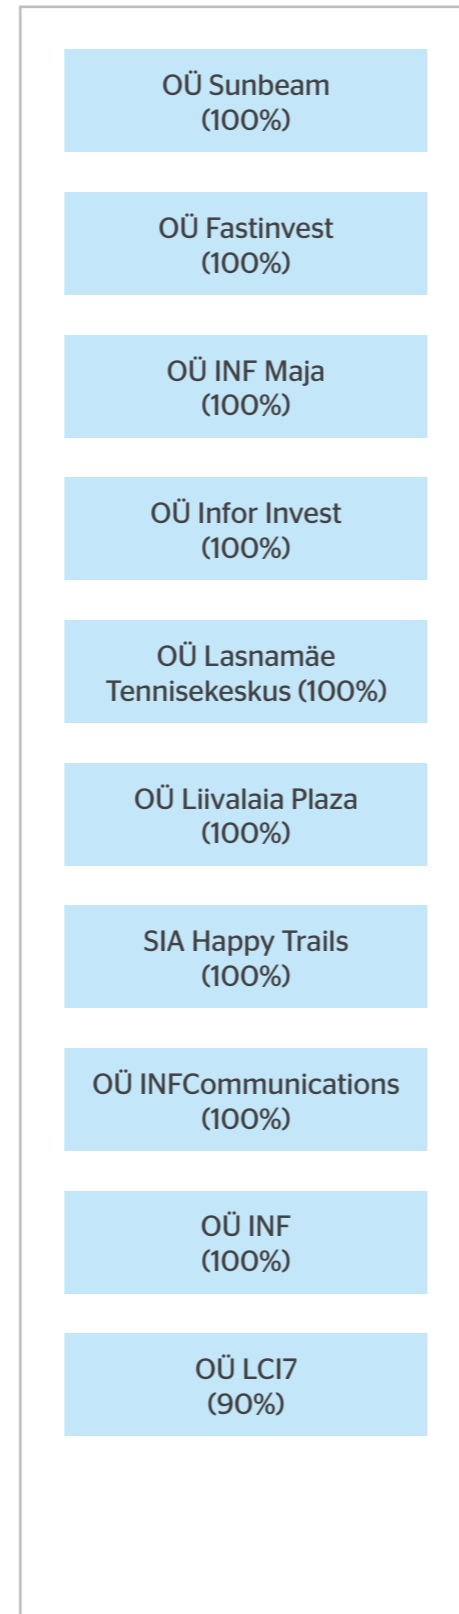 OÜ Sunbeam
(100%)
OÜ Fastinvest
(100%)
OÜ INF Maja
(100%)
OÜ Infor Invest
(100%)
OÜ Lasnamäe
Tennisekeskus (100%)
OÜ Liivalaia Plaza
(100%)
SIA Happy Trails
(100%)
OÜ INFCommunications
(100%)
OÜ INF
(100%)
OÜ LCI7
(90%)